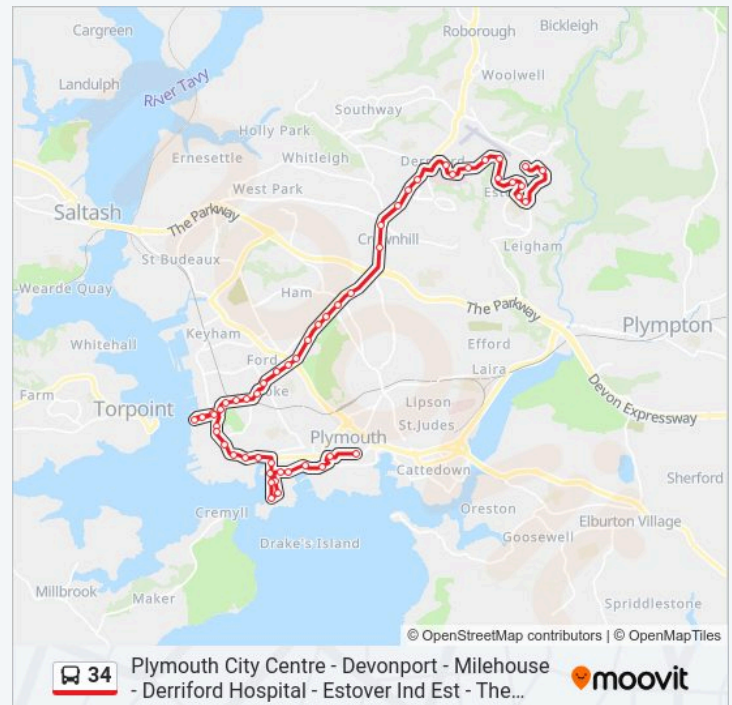 Cargreen
Bickleigh
Roborough
Landulph
River Tavy
Woolwell
Southway
Holly Park
Ernesettle
Whitleigh
West Park
Saltash
The Parkway
Leigham
St Budeaux
Wearde Quay
Ham
The Parkway
Plympton
Whitehall
Keyham
Efford
Ford
Laira
Farm
Torpoint
Lipson
Devon Expressway
St.Judes
Plymouth
Cattedown
Sherford
Cremyll
Oreston
Elburton Village
Goosewell
Drake's Island
Millbrook
Maker
Spriddlestone
© OpenStreetMap contributors | © OpenMapTiles
34
Plymouth City Centre - Devonport - Milehouse
- Derriford Hospital - Estover Ind Est - The...
moovit